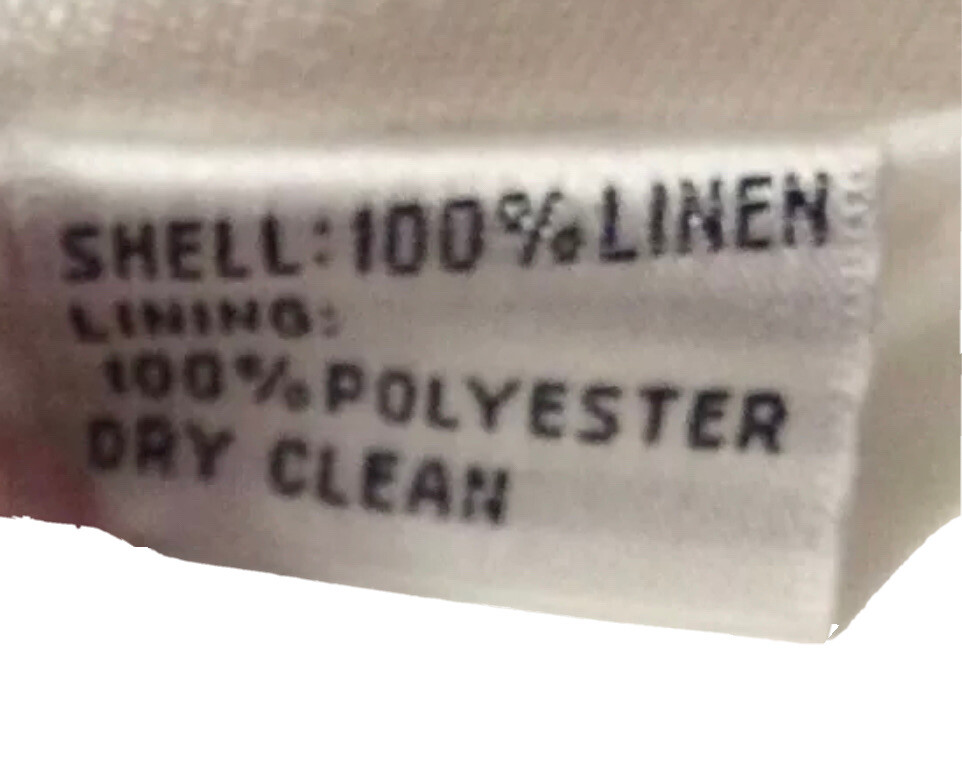 SHELL:100%LINEN
LINING:
100%POLYESTER
DRY CLEAN